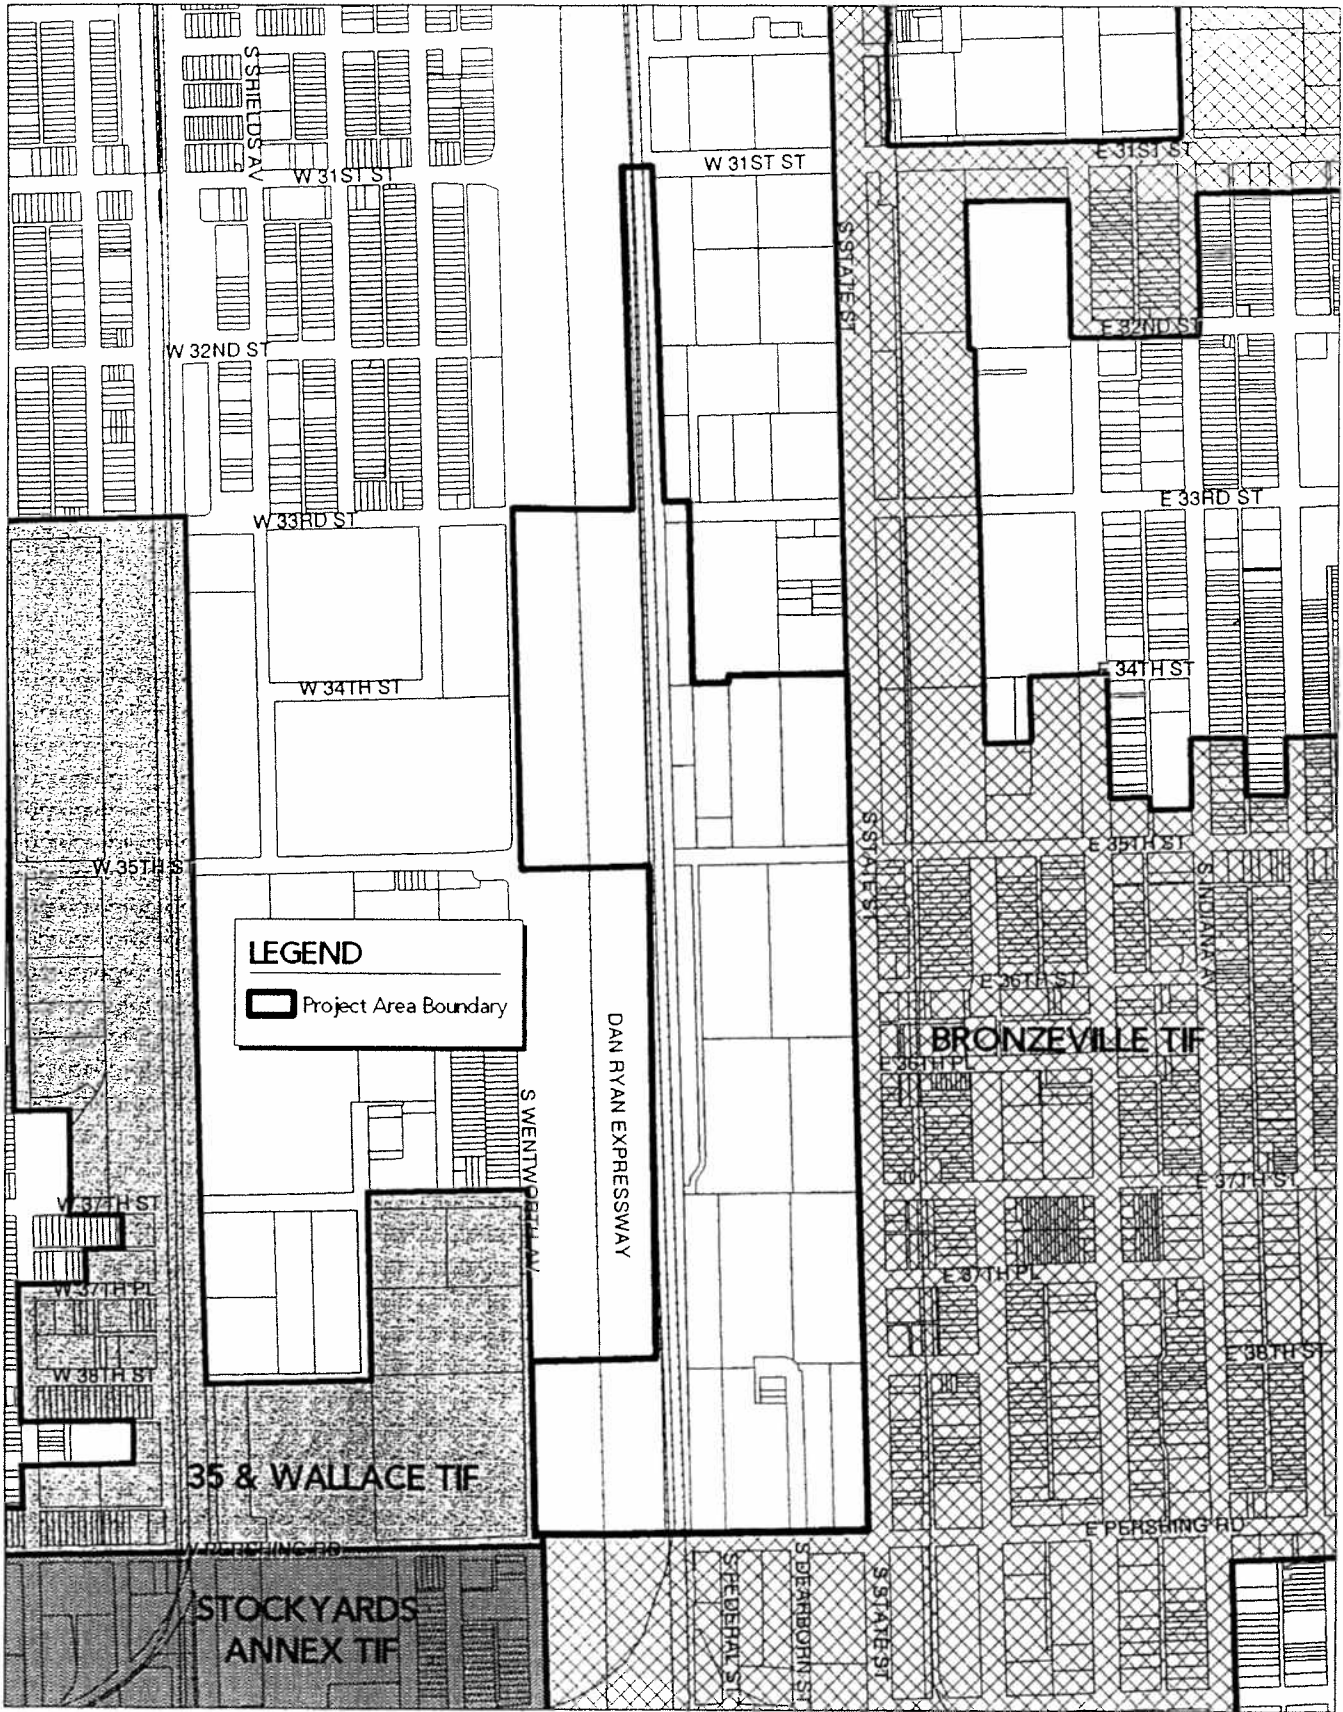 S SHIELDS AV
W 31ST ST
W 31ST ST
E 31ST ST
S STATE ST
E 32ND ST
W 32ND ST
E 33RD ST
W 33RD ST
E 34TH ST
W 34TH ST
S STATE ST
E 35TH ST
W 35TH ST
S INDIANA AV
LEGEND
Project Area Boundary
E 36TH ST
BRONZEVILLE TIF
E 36TH PL
DAN RYAN EXPRESSWAY
S WENTWORTH AV
E 37TH ST
W 37TH ST
E 37TH PL
W 37TH PL
E 38TH ST
W 38TH ST
35 & WALLACE TIF
E PERSHING RD
W PERSHING RD
S FEDERAL ST
S DEARBORN ST
S STATE ST
STOCKYARDS
ANNEX TIF